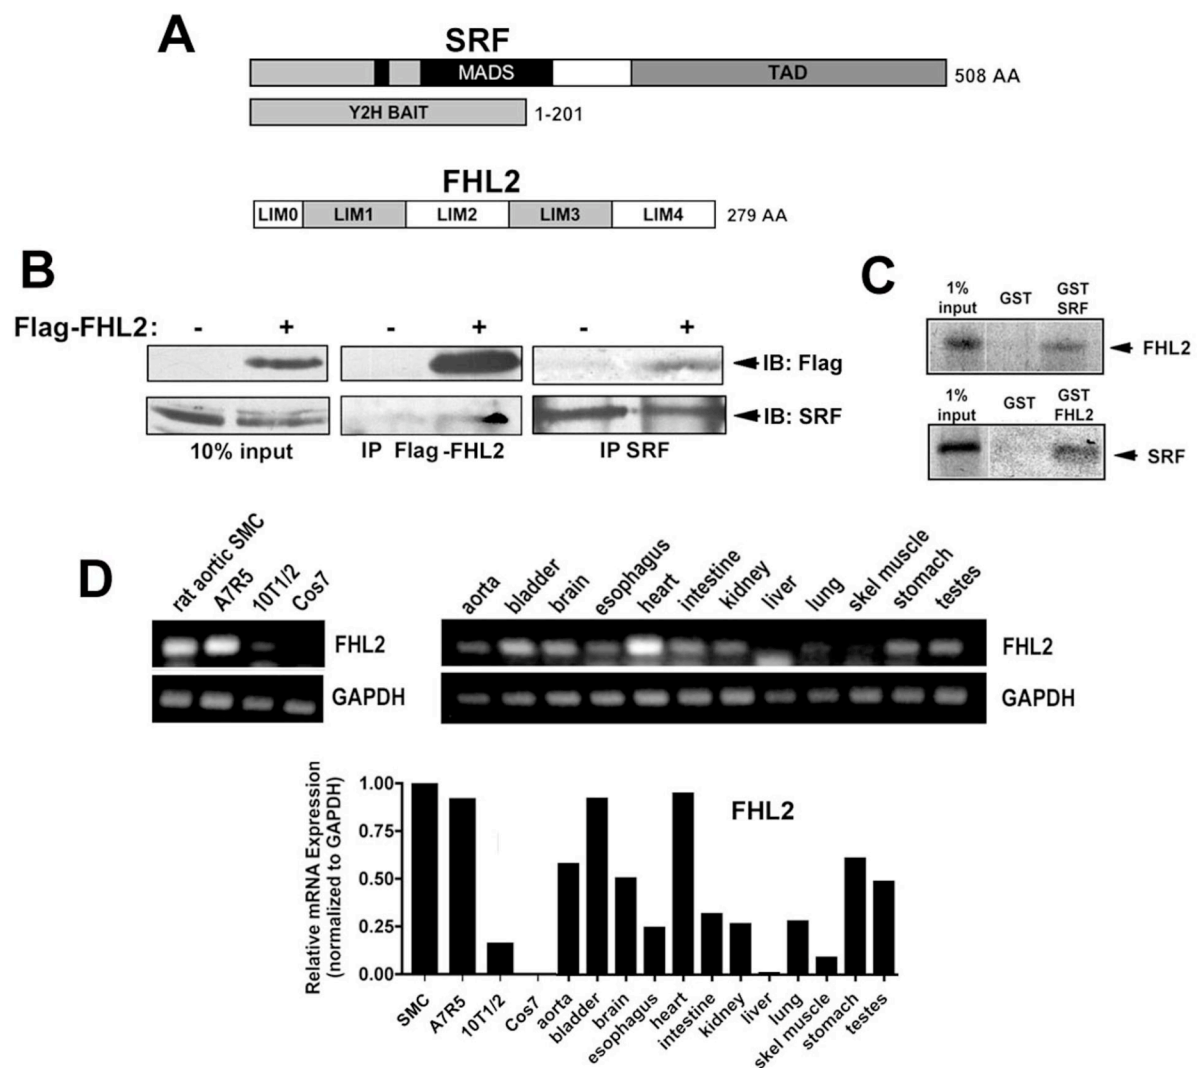 A
SRF
MADS
TAD
508 AA
Y2H BAIT
1-201
FHL2
LIM0 LIM1 LIM2 LIM3 LIM4
279 AA
B
Flag-FHL2: - + - + - +
IB: Flag
IB: SRF
10% input
IP Flag-FHL2
IP SRF
C
1% input
GST
GST SRF
FHL2
1% input
GST
GST FHL2
SRF
D
rat aortic SMC
A7R5
10T1/2
Cos7
FHL2
GAPDH
aorta
bladder
brain
esophagus
heart
intestine
kidney
liver
lung
skel muscle
stomach
testes
FHL2
GAPDH
Relative mRNA Expression
(normalized to GAPDH)
1.00
0.75
0.50
0.25
0.00
FHL2
SMC
A7R5
10T1/2
Cos7
aorta
bladder
brain
esophagus
heart
intestine
kidney
liver
lung
skel muscle
stomach
testes